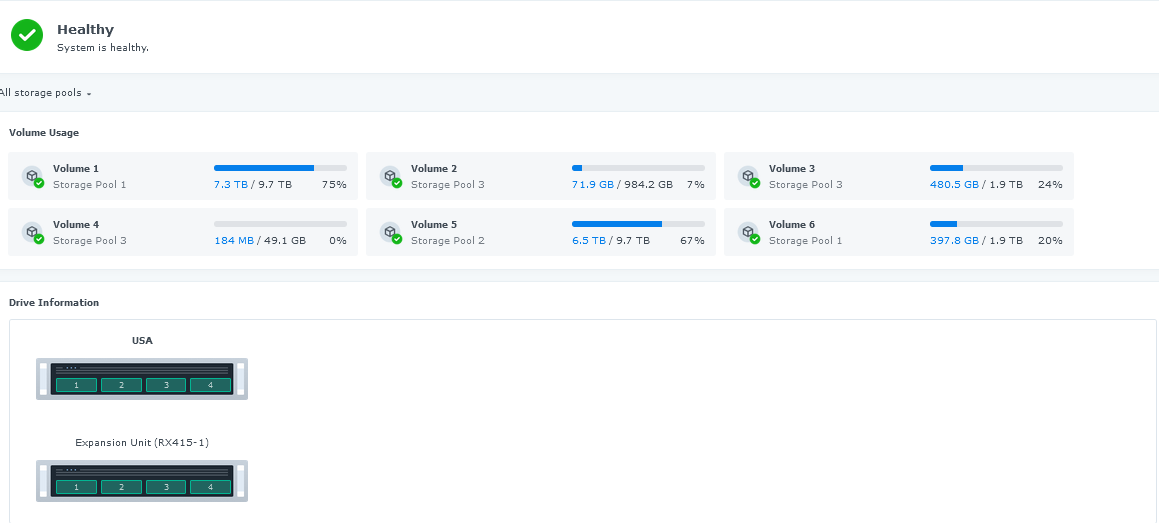 Healthy
System is healthy.
All storage pools
Volume Usage
Volume 1
Storage Pool 1
7.3 TB / 9.7 TB 75%
Volume 2
Storage Pool 3
71.9 GB / 984.2 GB 7%
Volume 3
Storage Pool 3
480.5 GB / 1.9 TB 24%
Volume 4
Storage Pool 3
184 MB / 49.1 GB 0%
Volume 5
Storage Pool 2
6.5 TB / 9.7 TB 67%
Volume 6
Storage Pool 1
397.8 GB / 1.9 TB 20%
Drive Information
USA
1 2 3 4
Expansion Unit (RX415-1)
1 2 3 4